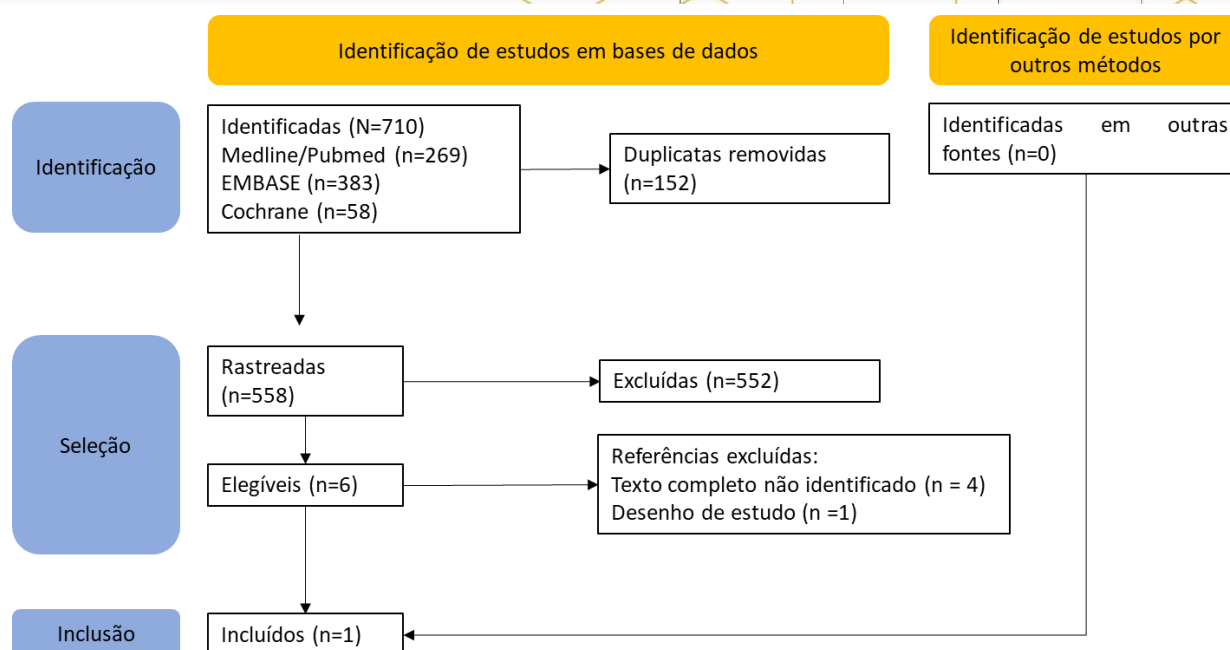 Identificação de estudos em bases de dados
Identificação de estudos por
outros métodos
Identificação
Identificadas (N=710)
Medline/Pubmed (n=269)
EMBASE (n=383)
Cochrane (n=58)
Duplicatas removidas
(n=152)
Identificadas em outras
fontes (n=0)
Seleção
Rastreadas
(n=558)
Excluídas (n=552)
Elegíveis (n=6)
Referências excluídas:
Texto completo não identificado (n = 4)
Desenho de estudo (n =1)
Inclusão
Incluídos (n=1)